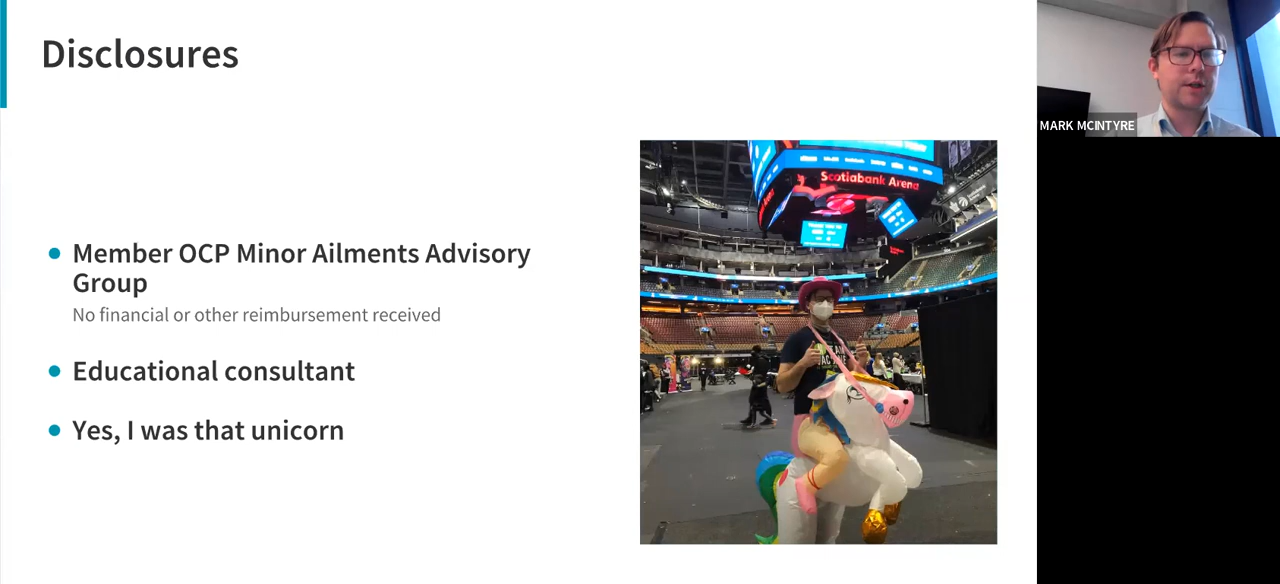 Disclosures
Member OCP Minor Ailments Advisory
Group
No financial or other reimbursement received
Educational consultant
Yes, I was that unicorn
Scotiabank Arena
MARK MCINTYRE